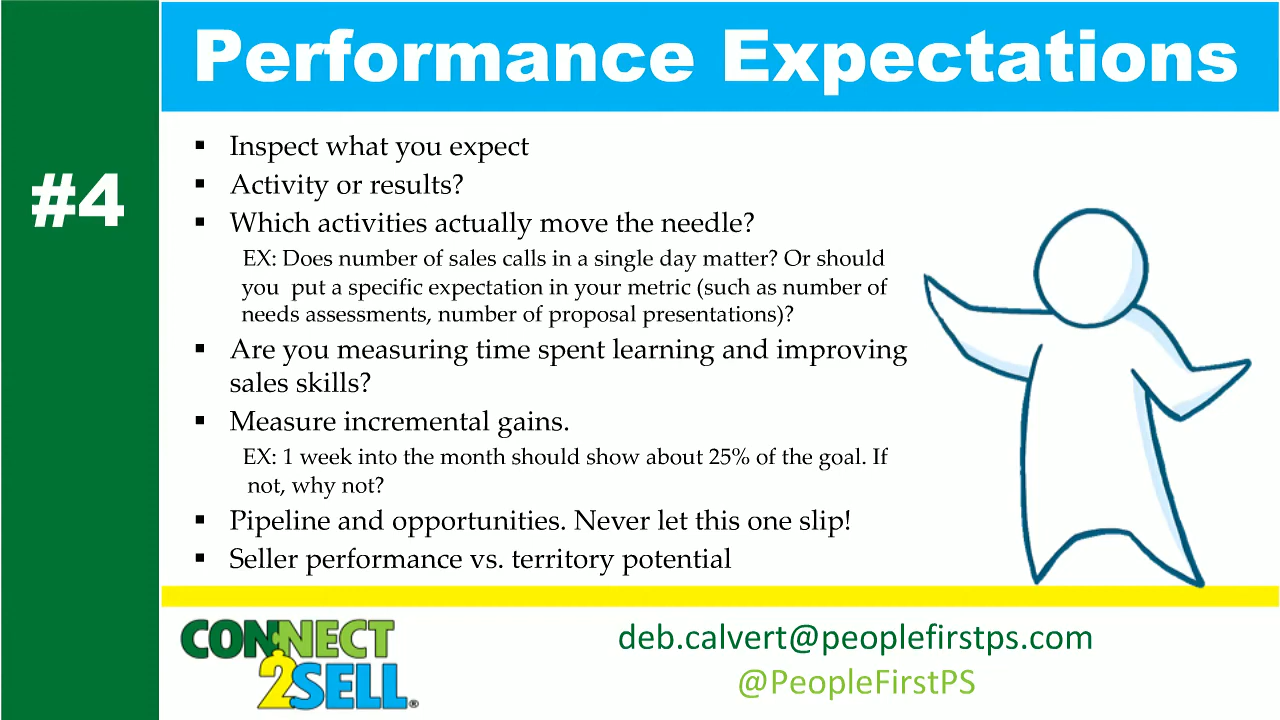 Performance Expectations
#4
▪ Inspect what you expect
▪ Activity or results?
▪ Which activities actually move the needle?
EX: Does number of sales calls in a single day matter? Or should
you  put a specific expectation in your metric (such as number of
needs assessments, number of proposal presentations)?
▪ Are you measuring time spent learning and improving
sales skills?
▪ Measure incremental gains.
EX: 1 week into the month should show about 25% of the goal. If
not, why not?
▪ Pipeline and opportunities. Never let this one slip!
▪ Seller performance vs. territory potential
CONNECT
2SELL®
deb.calvert@peoplefirstps.com
@PeopleFirstPS